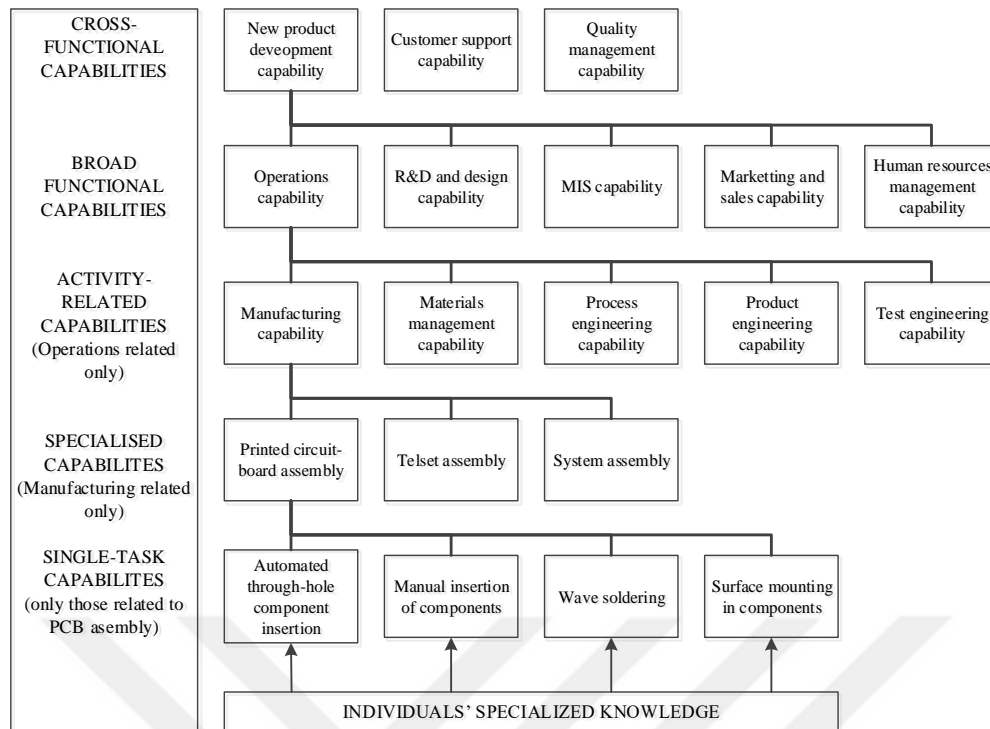 CROSS-
FUNCTIONAL
CAPABILITIES
New product
deveopment
capability
Customer support
capability
Quality
management
capability
BROAD
FUNCTIONAL
CAPABILITIES
Operations
capability
R&D and design
capability
MIS capability
Marketting and
sales capability
Human resources
management
capability
ACTIVITY-
RELATED
CAPABILITIES
(Operations related
only)
Manufacturing
capability
Materials
management
capability
Process
engineering
capability
Product
engineering
capability
Test engineering
capability
SPECIALISED
CAPABILITES
(Manufacturing related
only)
Printed circuit-
board assembly
Telset assembly
System assembly
SINGLE-TASK
CAPABILITES
(only those related to
PCB asembly)
Automated
through-hole
component
insertion
Manual insertion
of components
Wave soldering
Surface mounting
in components
INDIVIDUALS’ SPECIALIZED KNOWLEDGE